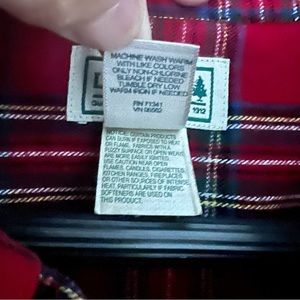 MACHINE WASH WARM
WITH LIKE COLORS
ONLY NON-CHLORINE
BLEACH IF NEEDED
TUMBLE DRY LOW
WARM IRON IF NEEDED
RN 71341
L
1912
NOTICE: CERTAIN PRODUCTS
CAN BURN IF EXPOSED TO HEAT
OR FLAME. FABRICS WITH A
FUZZY SURFACE OR OPEN WEAVE
ARE MORE EASILY IGNITED.
USE CAUTION NEAR OPEN
FLAMES, CANDLES, CIGARETTES,
KITCHEN RANGES, FIREPLACES
OR OTHER SOURCES OF INTENSE
HEAT, PARTICULARLY IF FABRIC
SOFTENERS ARE USED ON
THIS PRODUCT.